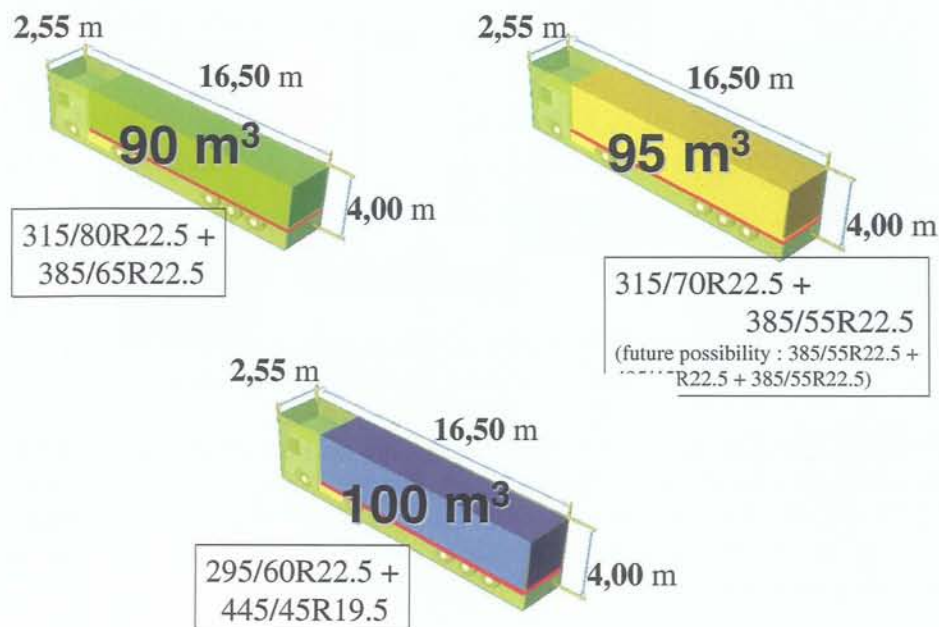 2,55 m
16,50 m
90 m³
4,00 m
315/80R22.5 +
385/65R22.5
2,55 m
16,50 m
95 m³
4,00 m
315/70R22.5 +
385/55R22.5
(future possibility : 385/55R22.5 +
R22.5 + 385/55R22.5)
2,55 m
16,50 m
100 m³
4,00 m
295/60R22.5 +
445/45R19.5